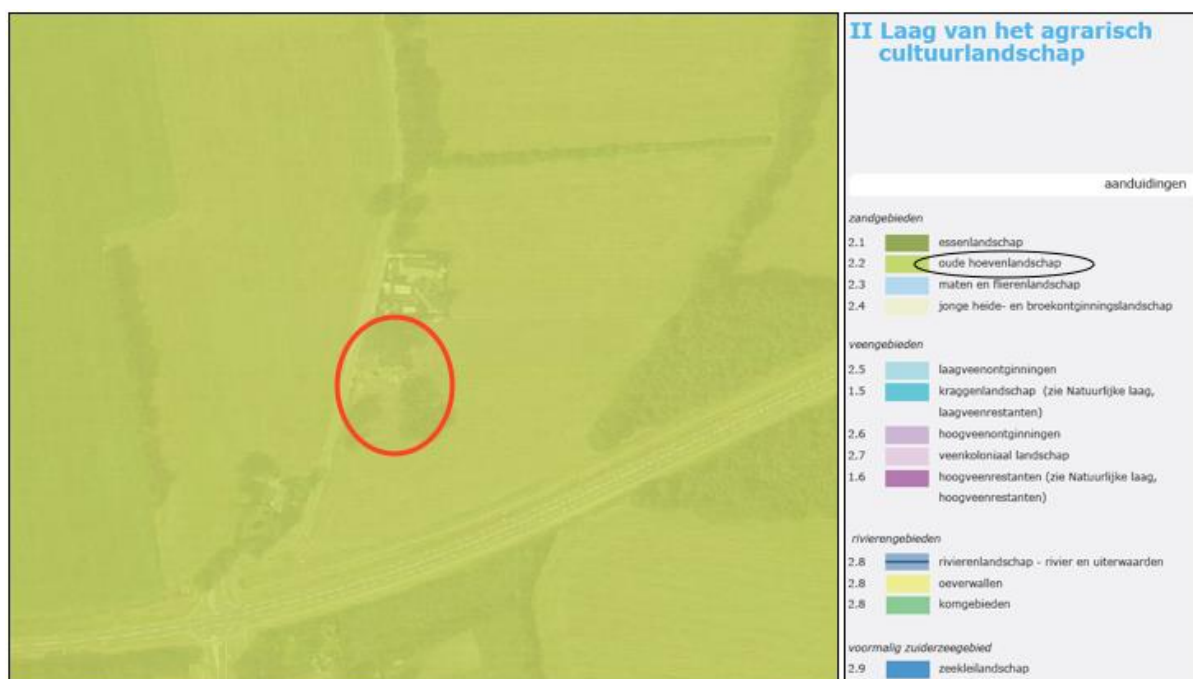 II Laag van het agrarisch
cultuurlandschap
aanduidingen
zandgebieden
2.1 essenlandschap
2.2 oude hoevenlandschap
2.3 maten en flierenlandschap
2.4 jonge heide- en broekontginningslandschap
veengebieden
2.5 laagveenontginningen
1.5 kraggenlandschap (zie Natuurlijke laag,
laagveenrestanten)
2.6 hoogveenontginningen
2.7 veenkoloniaal landschap
1.6 hoogveenrestanten (zie Natuurlijke laag,
hoogveenrestanten)
rivierengebieden
2.8 rivierenlandschap - rivier en uiterwaarden
2.8 oeverwallen
2.8 komgebieden
voormalig zuiderzeegebied
2.9 zeekleilandschap